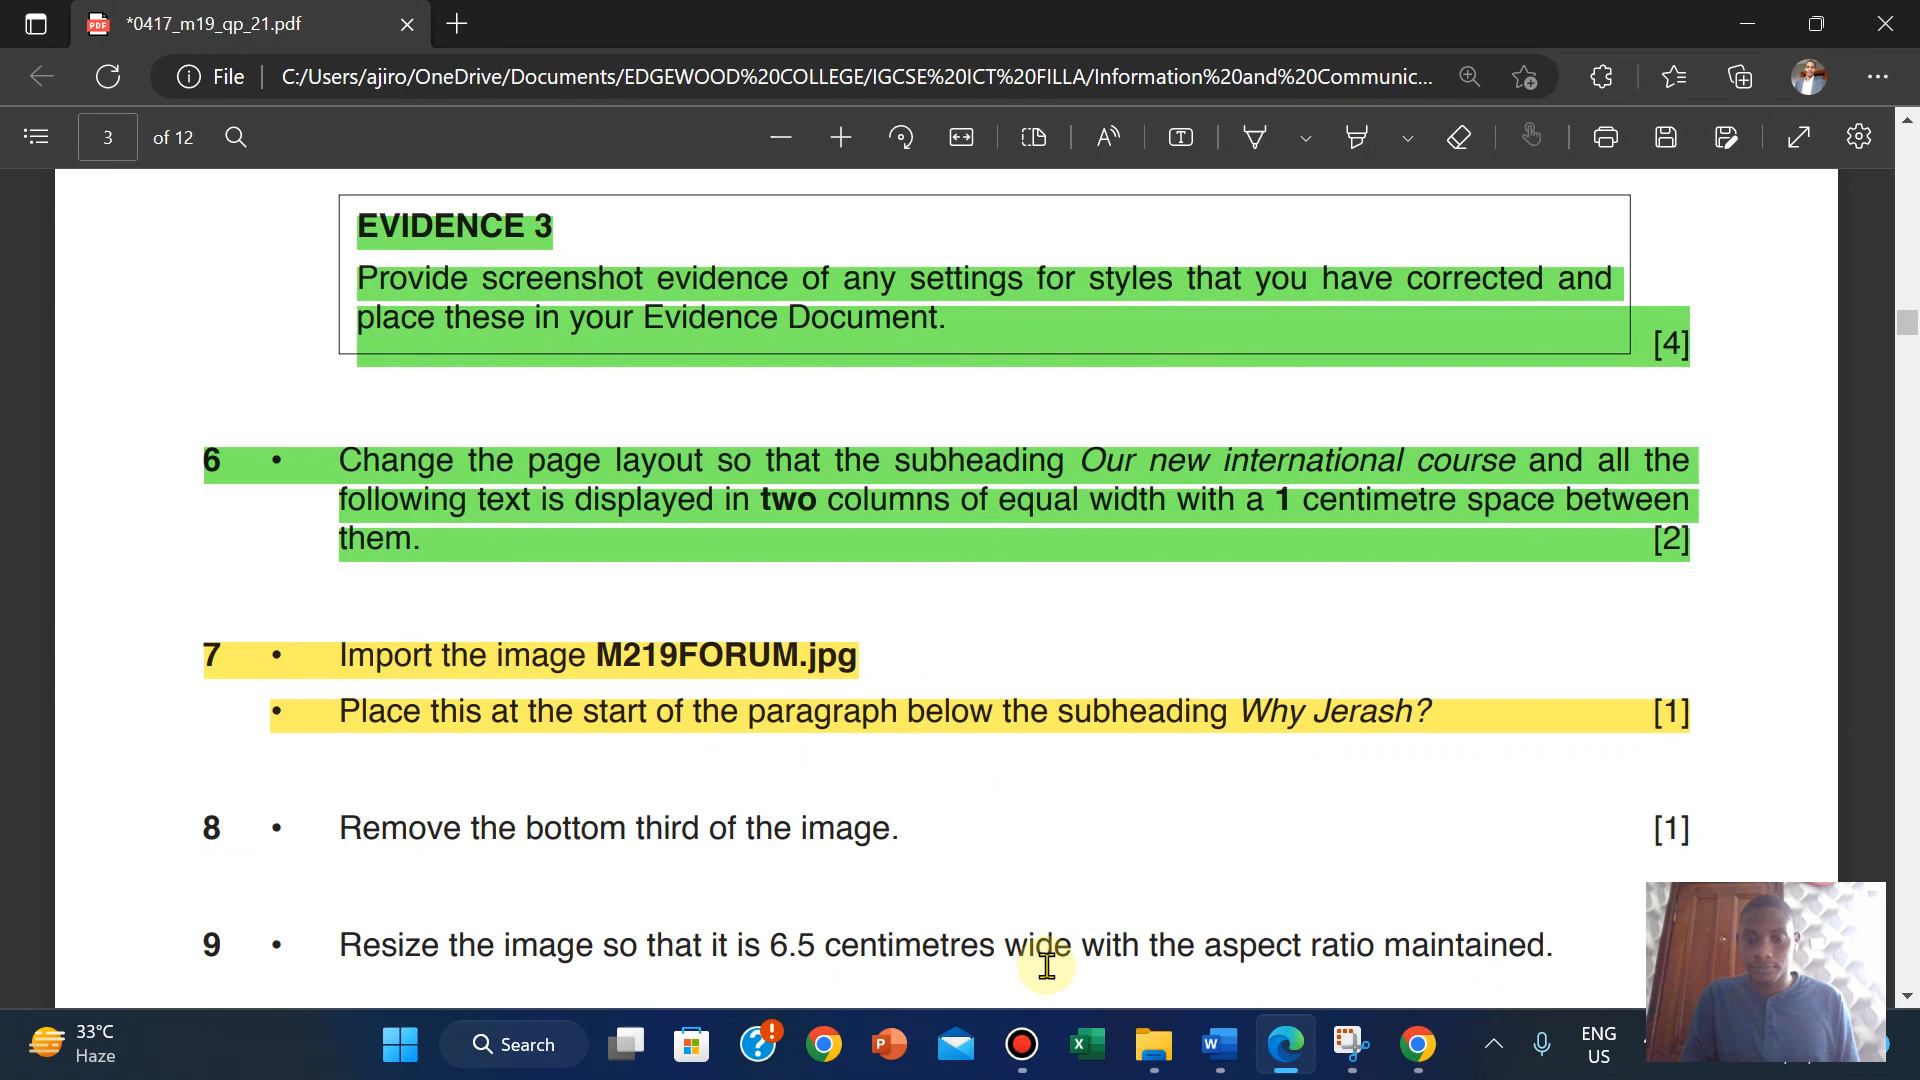 *0417_m19_qp_21.pdf
File
C:/Users/ajiro/OneDrive/Documents/EDGEWOOD%20COLLEGE/IGCSE%20ICT%20FILLA/Information%20and%20Communic...
3 of 12
EVIDENCE 3
Provide screenshot evidence of any settings for styles that you have corrected and
place these in your Evidence Document.
[4]
6 • Change the page layout so that the subheading Our new international course and all the
following text is displayed in two columns of equal width with a 1 centimetre space between
them. [2]
7 • Import the image M219FORUM.jpg
• Place this at the start of the paragraph below the subheading Why Jerash? [1]
8 • Remove the bottom third of the image. [1]
9 • Resize the image so that it is 6.5 centimetres wide with the aspect ratio maintained.
33°C
Haze
Search
ENG
US